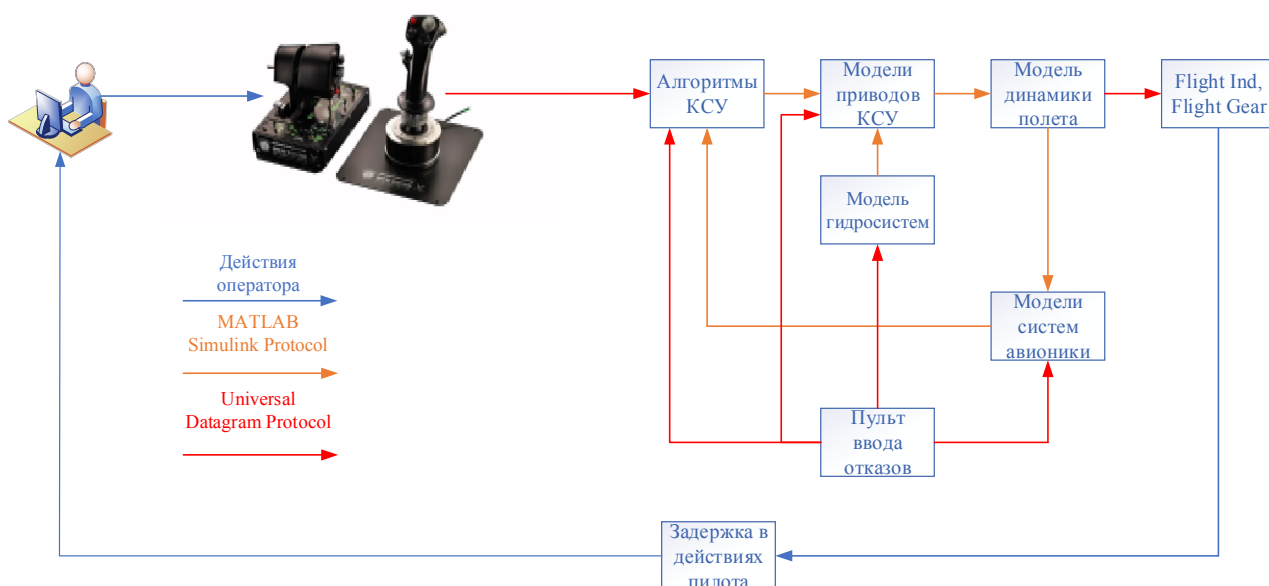 Алгоритмы
КСУ
Модели
приводов
КСУ
Модель
динамики
полета
Flight Ind,
Flight Gear
Модель
гидросистем
Действия
оператора
MATLAB
Simulink Protocol
Universal
Datagram Protocol
Модели
систем
авионики
Пульт
ввода
отказов
Задержка в
действиях
пилота